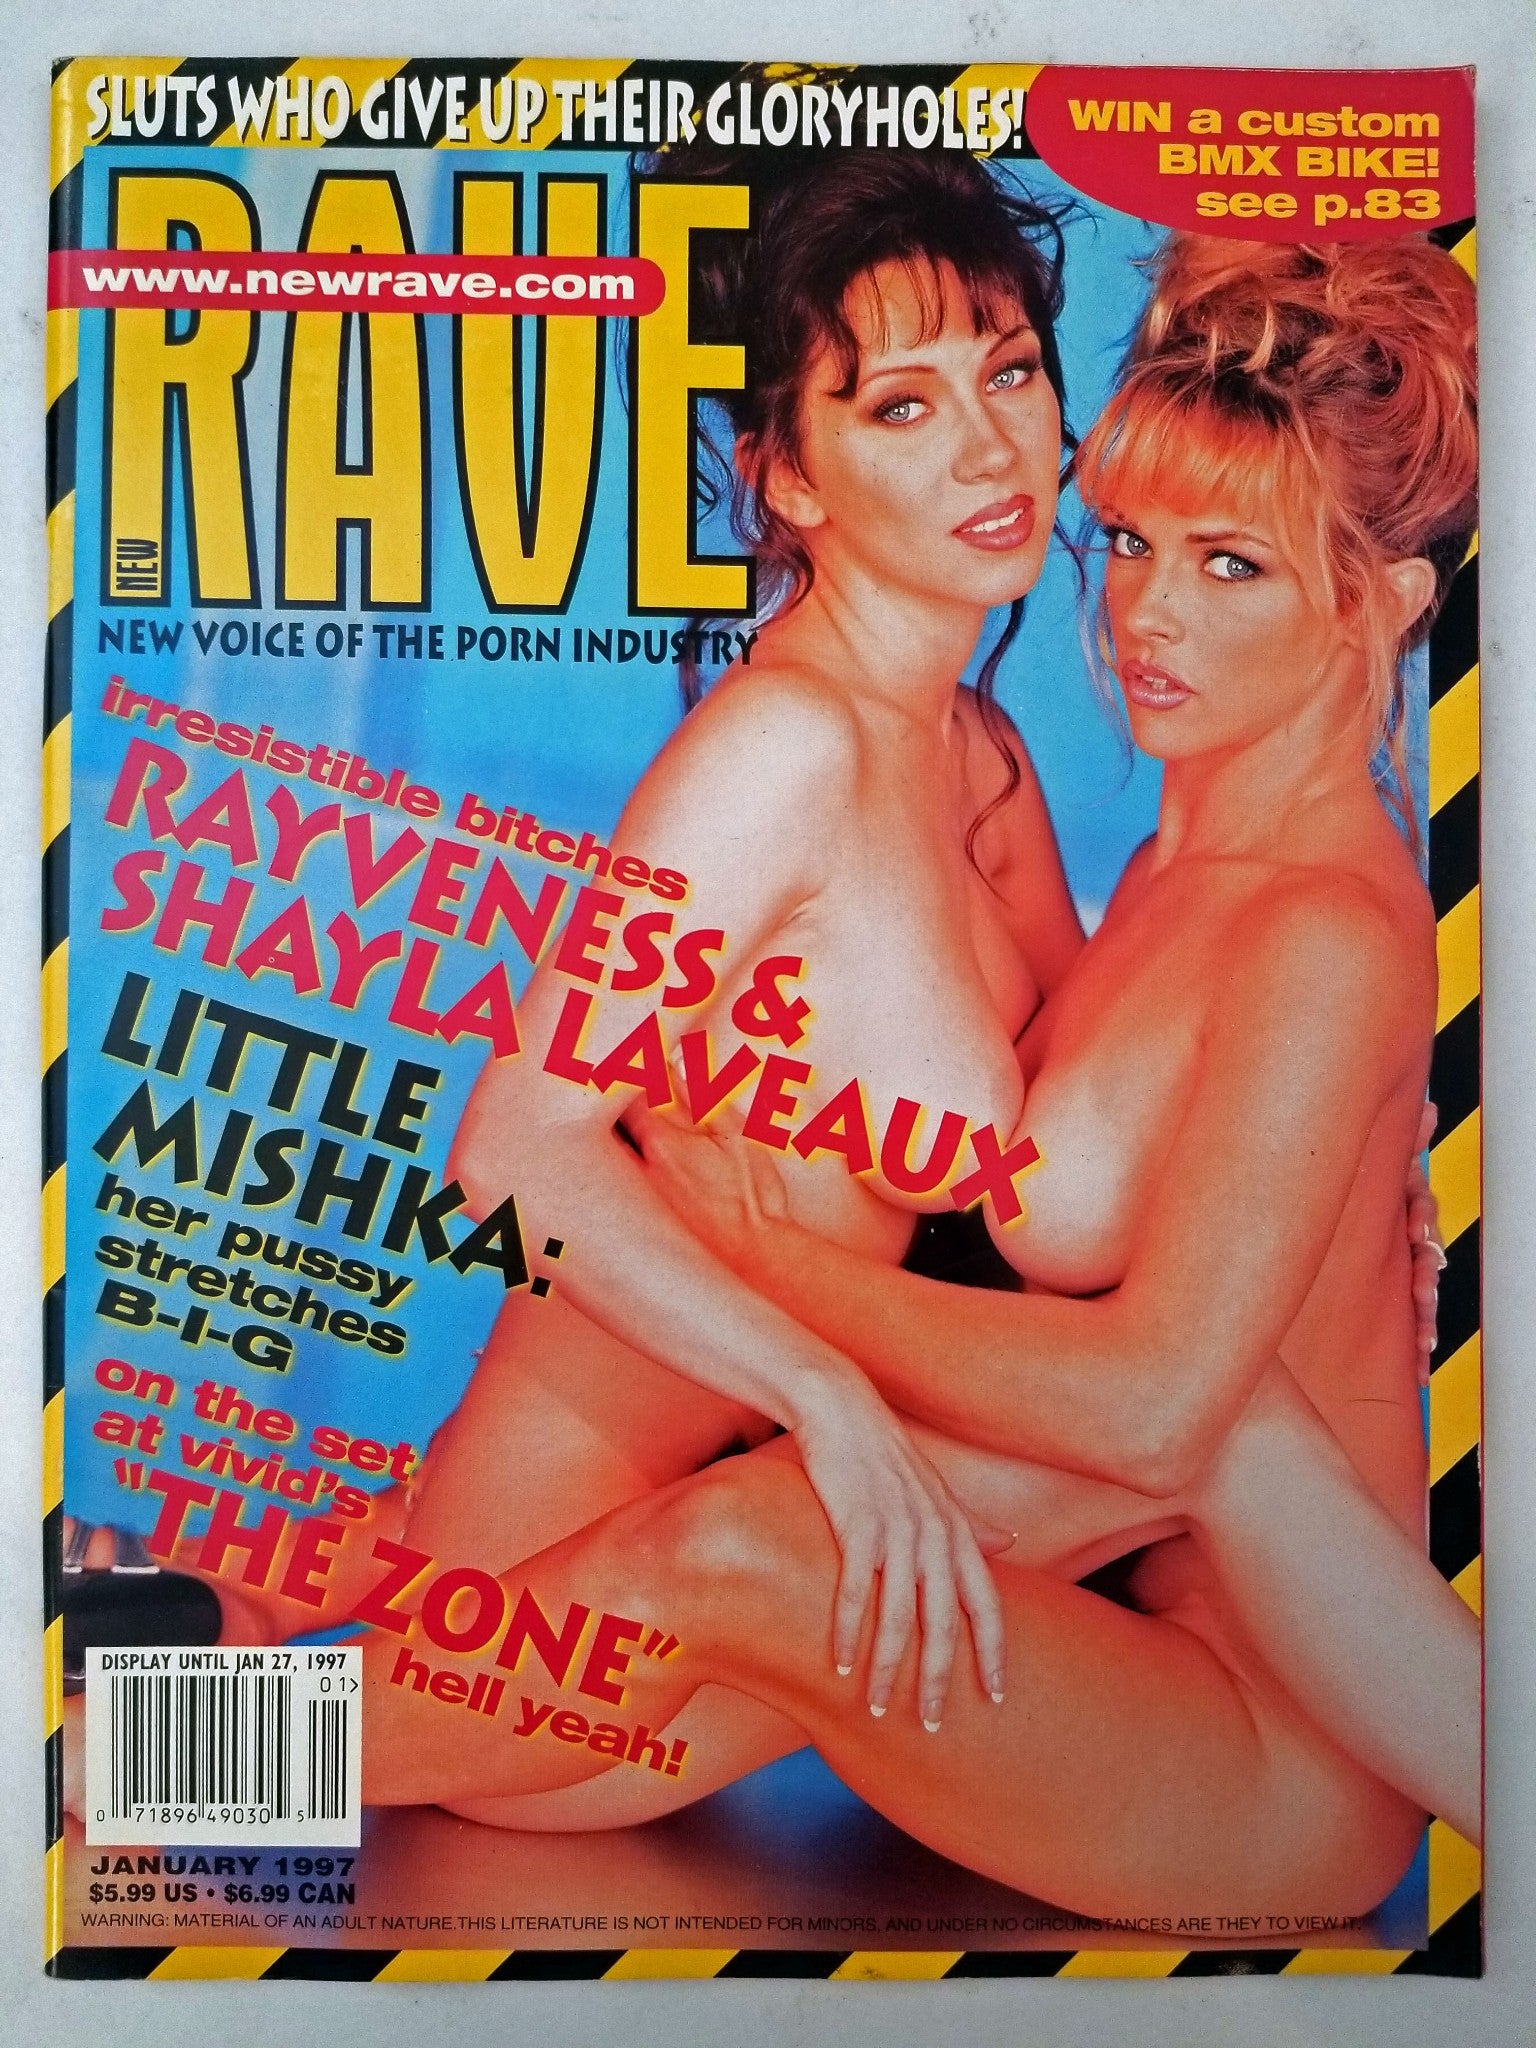 SLUTS WHO GIVE UP THEIR GLORYHOLES!
WIN a custom
BMX BIKE!
see p.83
NEW RAVE
www.newrave.com
NEW VOICE OF THE PORN INDUSTRY
irresistible bitches
RAYVENESS &
SHAYLA LAVEAUX
LITTLE
MISHKA:
her pussy
stretches
B-I-G
on the set
at vivid's
"THE ZONE"
hell yeah!
DISPLAY UNTIL JAN 27, 1997
01>
0 71896 49030 5
JANUARY 1997
$5.99 US • $6.99 CAN
WARNING: MATERIAL OF AN ADULT NATURE. THIS LITERATURE IS NOT INTENDED FOR MINORS, AND UNDER NO CIRCUMSTANCES ARE THEY TO VIEW IT.